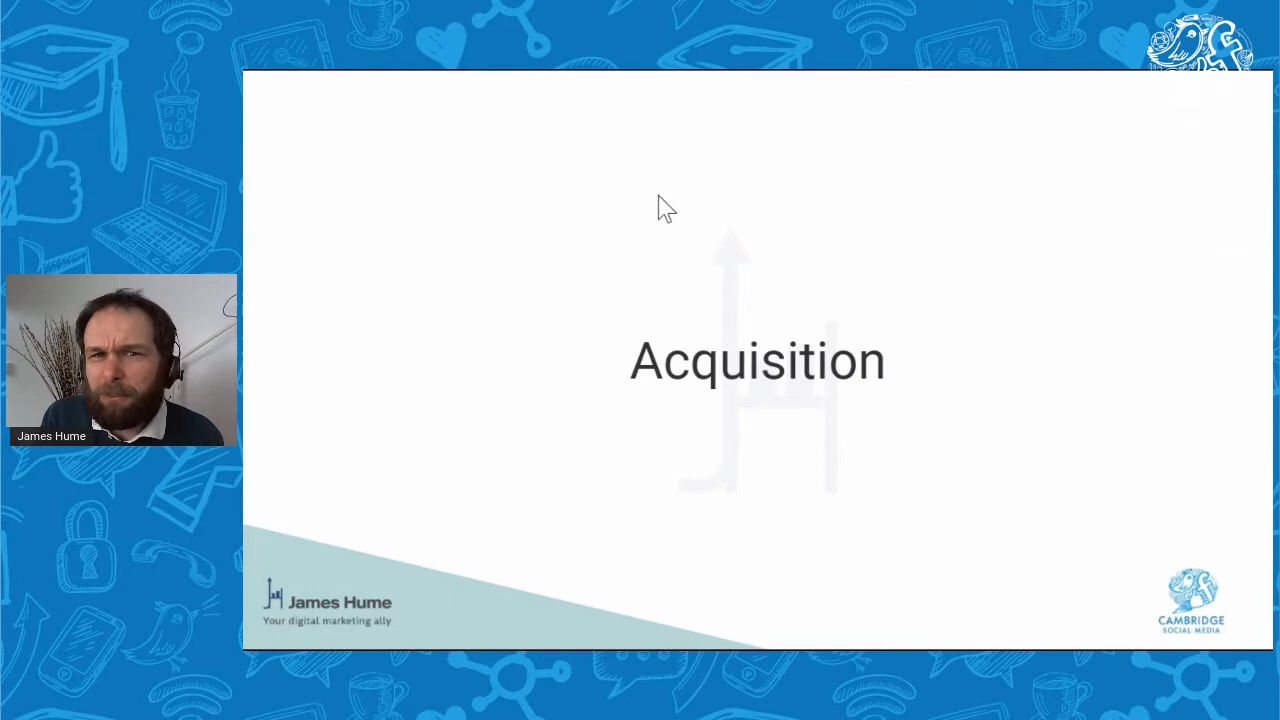 Acquisition
James Hume
James Hume
Your digital marketing ally
CAMBRIDGE
SOCIAL MEDIA